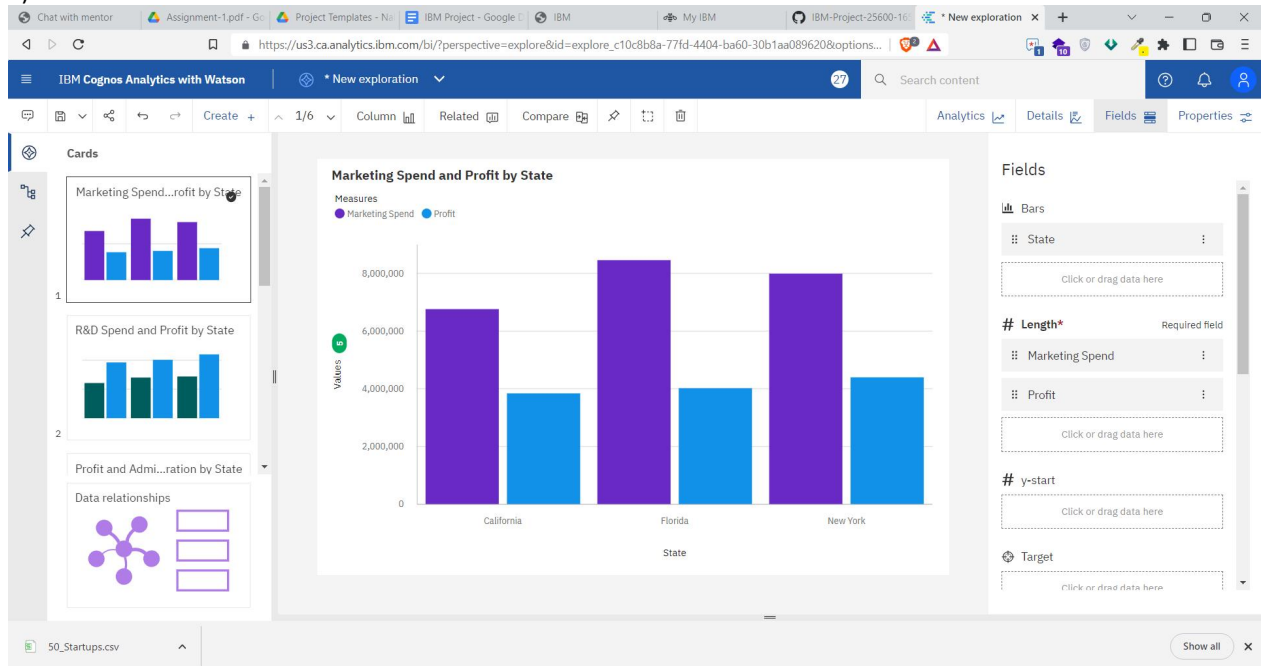 Chat with mentor
Assignment-1.pdf - Go
Project Templates - Na
IBM Project - Google D
IBM
My IBM
IBM-Project-25600-16
* New exploration
https://us3.ca.analytics.ibm.com/bi/?perspective=explore&id=explore_c10c8b8a-77fd-4404-ba60-30b1aa089620&options...
2
1
10
IBM Cognos Analytics with Watson
* New exploration
27
Search content
Create +
1/6
Column
Related
Compare
Analytics
Details
Fields
Properties
Cards
Marketing Spend...rofit by State
1
R&D Spend and Profit by State
2
Profit and Admi...ration by State
Data relationships
Marketing Spend and Profit by State
Measures
Marketing Spend
Profit
8,000,000
6,000,000
4,000,000
2,000,000
0
Values
5
California
Florida
New York
State
Fields
Bars
State
Click or drag data here
# Length*
Required field
Marketing Spend
Profit
Click or drag data here
# y-start
Click or drag data here
Target
Click or drag data here
50_Startups.csv
Show all